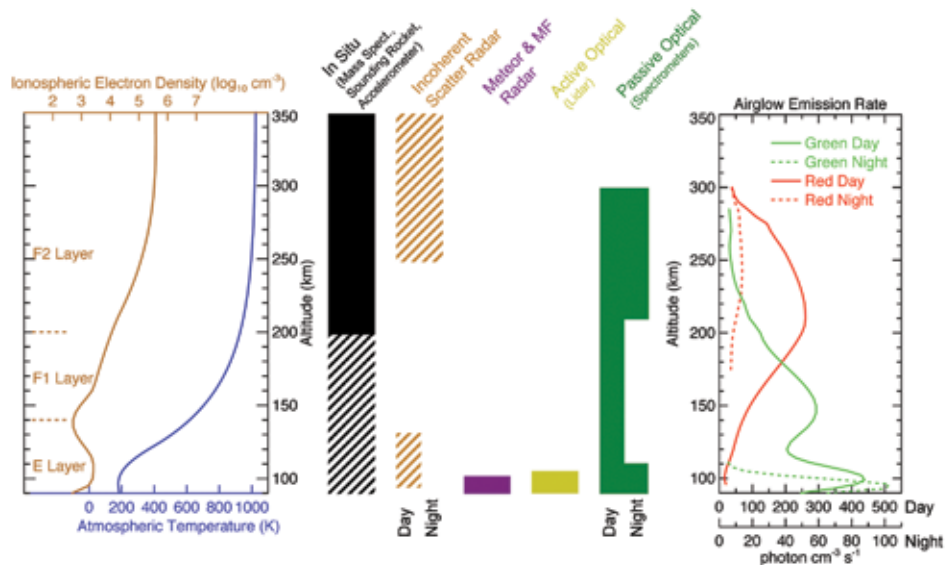 Ionospheric Electron Density (log₁₀ cm⁻³)
2 3 4 5 6 7
350
300
250
200
150
100
Altitude (km)
F2 Layer
F1 Layer
E Layer
0 200 400 600 800 1000
Atmospheric Temperature (K)
In Situ
(Mass Spect.,
Sounding Rocket,
Accelerometer)
Incoherent
Scatter Radar
Meteor & MF
Radar
Active Optical
(Lidar)
Passive Optical
(Spectrometers)
Day
Night
Day
Night
Airglow Emission Rate
350
300
250
200
150
100
Altitude (km)
Green Day
Green Night
Red Day
Red Night
0 100 200 300 400 500 Day
0 20 40 60 80 100 Night
photon cm⁻³ s⁻¹